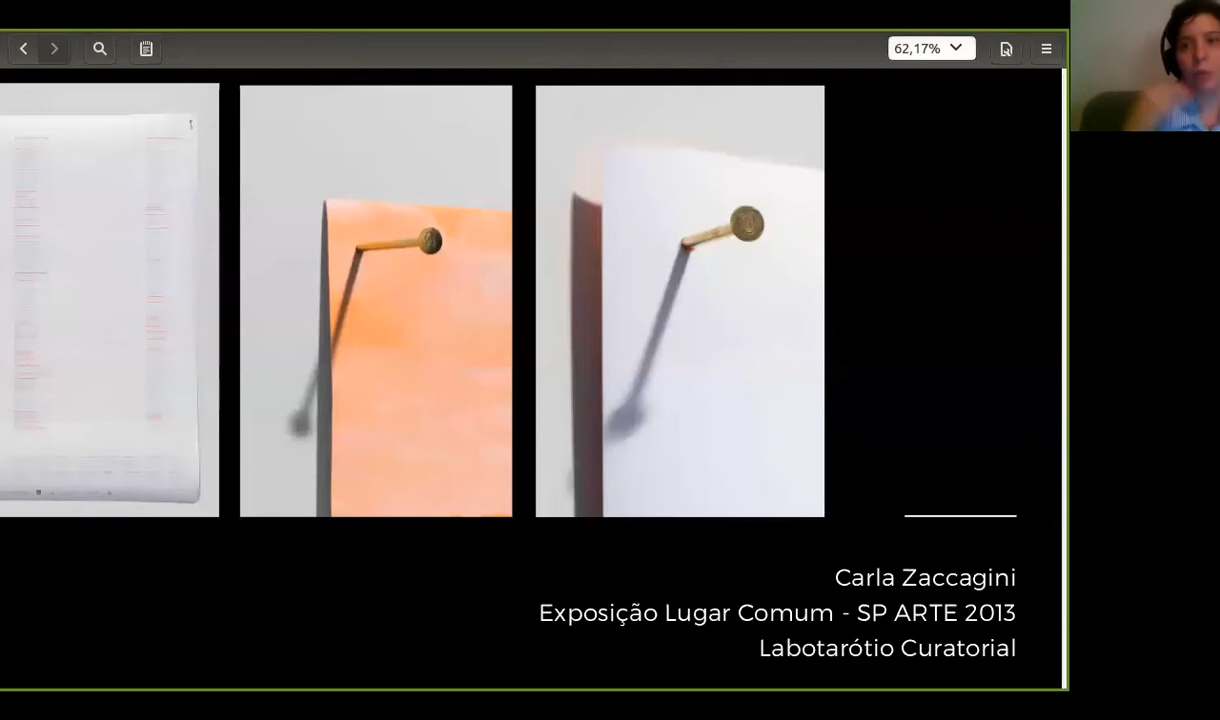 62,17%
Carla Zaccagini
Exposição Lugar Comum - SP ARTE 2013
Labotarótio Curatorial